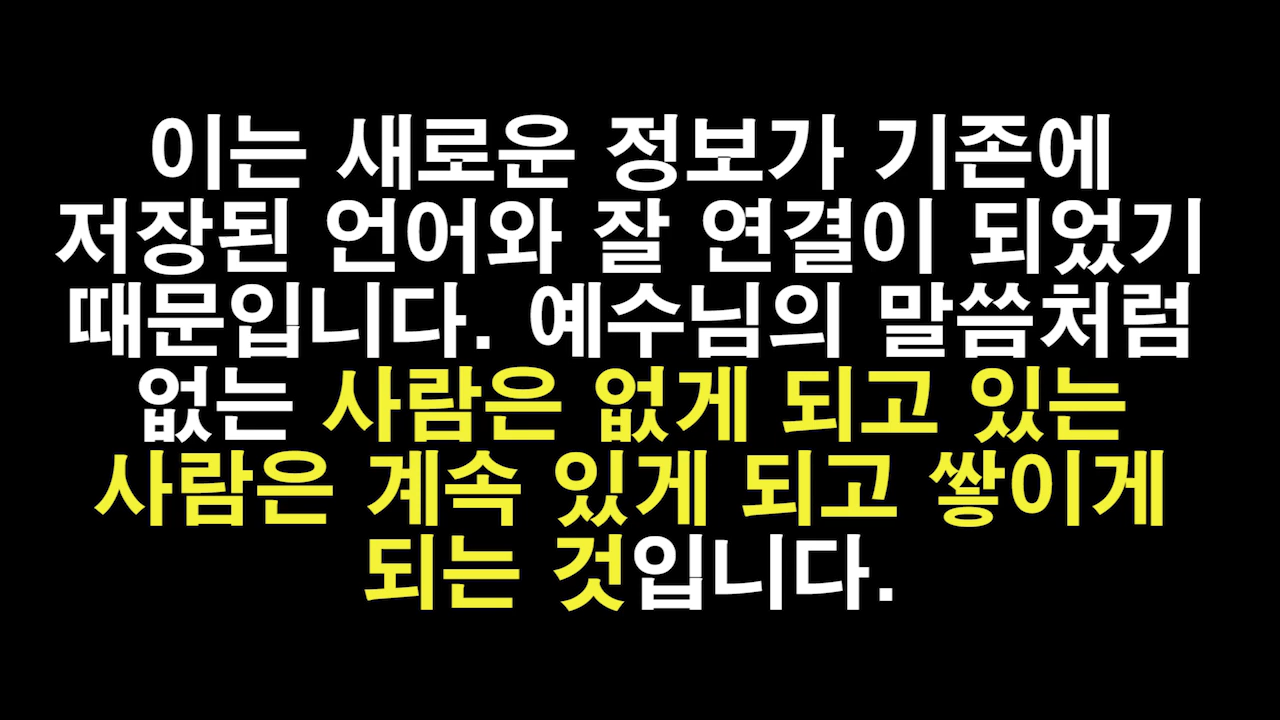 이는 새로운 정보가 기존에
저장된 언어와 잘 연결이 되었기
때문입니다. 예수님의 말씀처럼
없는 사람은 없게 되고 있는
사람은 계속 있게 되고 쌓이게
되는 것입니다.